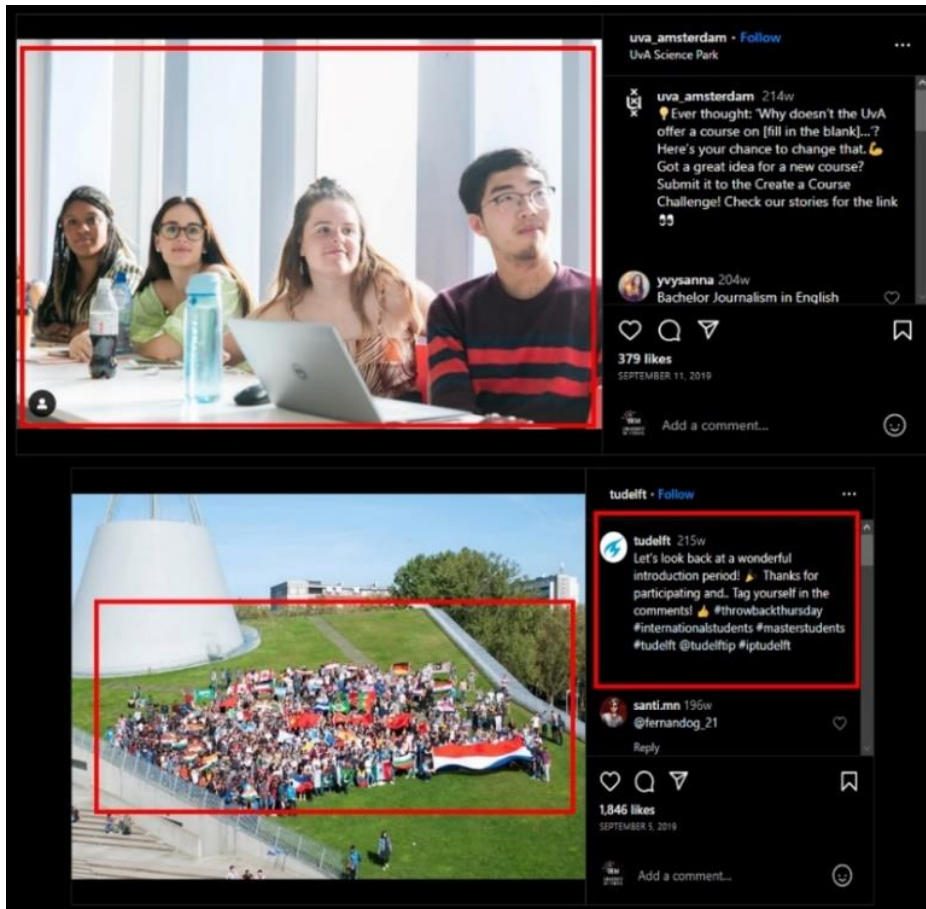 uva_amsterdam • Follow
UvA Science Park
uva_amsterdam 214w
💡Ever thought: ‘Why doesn't the UvA
offer a course on [fill in the blank]...'?
Here's your chance to change that.💪
Got a great idea for a new course?
Submit it to the Create a Course
Challenge! Check our stories for the link
👀
yvysanna 204w
Bachelor Journalism in English
379 likes
SEPTEMBER 11, 2019
Add a comment...
tudelft • Follow
tudelft 215w
Let's look back at a wonderful
introduction period! 🎉 Thanks for
participating and.. Tag yourself in the
comments! 👍 #throwbackthursday
#internationalstudents #masterstudents
#tudelft @tudelftip #iptudelft
santi.mn 196w
@fernandog_21
Reply
1,846 likes
SEPTEMBER 5, 2019
Add a comment...